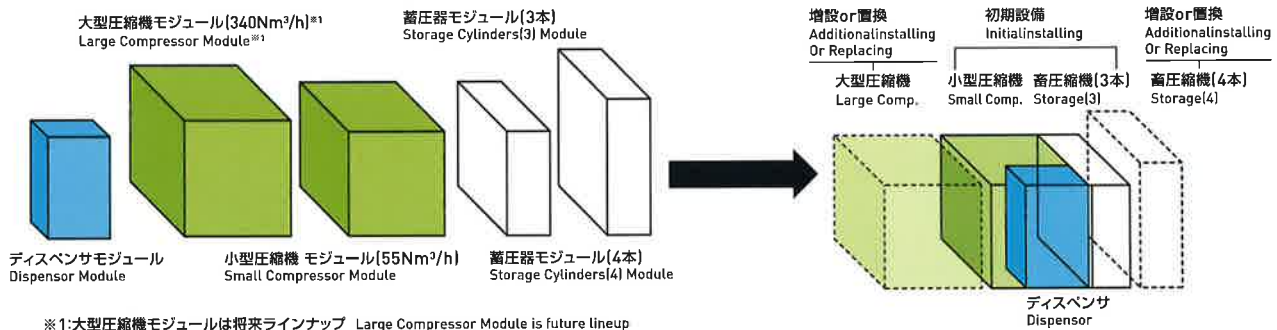 大型圧縮機モジュール(340Nm³/h)※1
Large Compressor Module※1
蓄圧器モジュール(3本)
Storage Cylinders(3) Module
ディスペンサモジュール
Dispensor Module
小型圧縮機 モジュール(55Nm³/h)
Small Compressor Module
蓄圧器モジュール(4本)
Storage Cylinders(4) Module
※1:大型圧縮機モジュールは将来ラインナップ Large Compressor Module is future lineup
増設or置換
Additionalinstalling
Or Replacing
大型圧縮機
Large Comp.
初期設備
Initialinstalling
小型圧縮機
Small Comp.
畜圧縮機(3本)
Storage(3)
増設or置換
Additionalinstalling
Or Replacing
畜圧縮機(4本)
Storage(4)
ディスペンサ
Dispensor